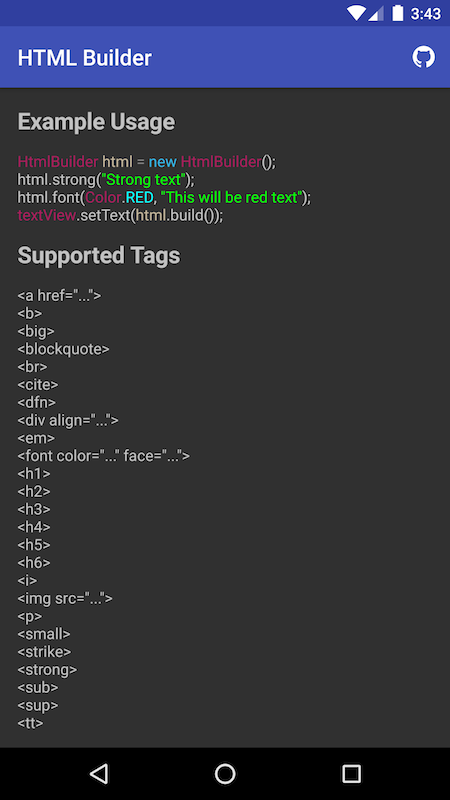 3:43
HTML Builder
Example Usage
HtmlBuilder html = new HtmlBuilder();
html.strong("Strong text");
html.font(Color.RED, "This will be red text");
textView.setText(html.build());
Supported Tags
<a href="...">
<b>
<big>
<blockquote>
<br>
<cite>
<dfn>
<div align="...">
<em>
<font color="..." face="...">
<h1>
<h2>
<h3>
<h4>
<h5>
<h6>
<i>
<img src="...">
<p>
<small>
<strike>
<strong>
<sub>
<sup>
<tt>